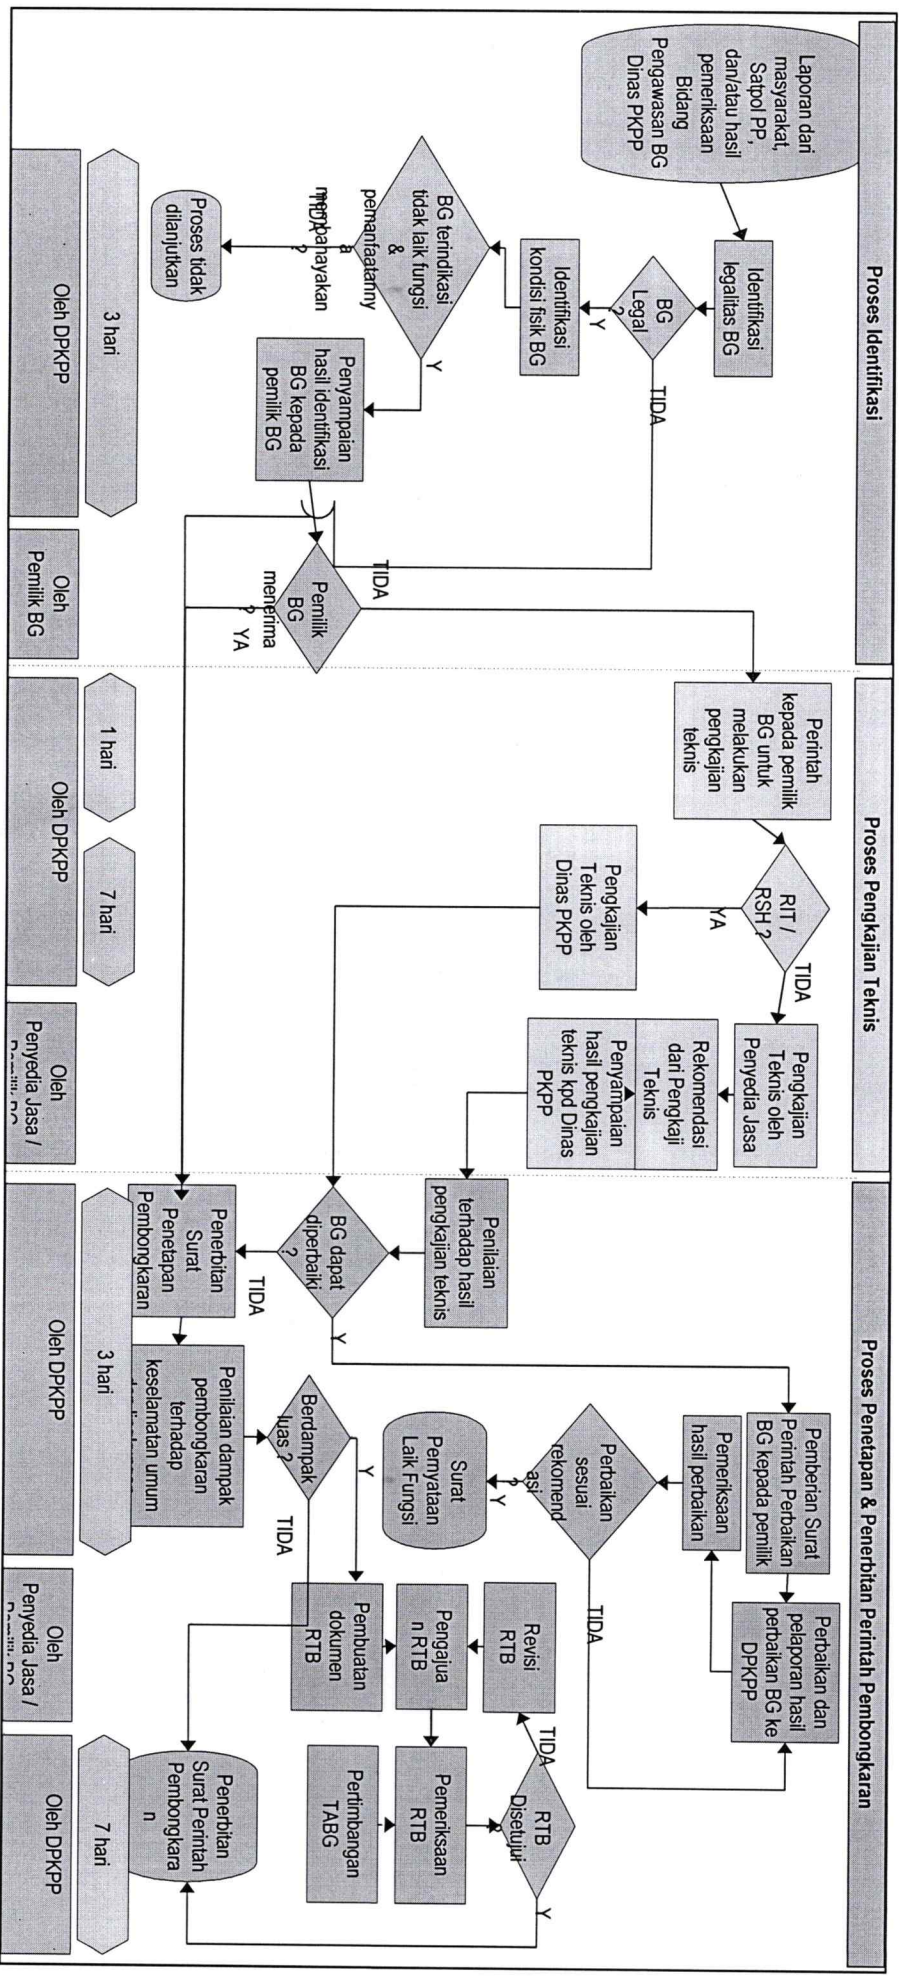 Proses Identifikasi
Laporan dari
masyarakat,
Satpol PP,
dan/atau hasil
pemeriksaan
Bidang
Pengawasan BG
Dinas PKPP
Identifikasi
legalitas BG
BG
Legal
?
Y
TIDA
Identifikasi
kondisi fisik BG
BG terindikasi
tidak laik fungsi
&
pemanfaatanny
a
membahayakan
?
TIDA
Y
Proses tidak
dilanjutkan
Penyampaian
hasil identifikasi
BG kepada
pemilik BG
Pemilik
BG
menerima
?
TIDA
YA
3 hari
Oleh DPKPP
Oleh
Pemilik BG
Proses Pengkajian Teknis
Perintah
kepada pemilik
BG untuk
melakukan
pengkajian
teknis
RIT /
RSH ?
YA
TIDA
Pengkajian
Teknis oleh
Dinas PKPP
Pengkajian
Teknis oleh
Penyedia Jasa
Rekomendasi
dari Pengkaji
Teknis
Penyampaian
hasil pengkajian
teknis kpd Dinas
PKPP
1 hari
7 hari
Oleh DPKPP
Oleh
Penyedia Jasa /
Proses Penetapan & Penerbitan Perintah Pembongkaran
Penilaian
terhadap hasil
pengkajian teknis
BG dapat
diperbaiki
?
TIDA
Y
Penerbitan
Surat
Penetapan
Pembongkaran
Penilaian dampak
pembongkaran
terhadap
keselamatan umum
Pemberian Surat
Perintah Perbaikan
BG kepada pemilik
Perbaikan dan
pelaporan hasil
perbaikan BG ke
DPKPP
Pemeriksaan
hasil perbaikan
Perbaikan
sesuai
rekomend
asi
?
Y
TIDA
Surat
Pernyataan
Laik Fungsi
Berdampak
luas ?
Y
TIDA
Pembuatan
dokumen
RTB
Pengajua
n RTB
Revisi
RTB
Pemeriksaan
RTB
Pertimbangan
TABG
RTB
Disetujui
?
TIDA
Y
Penerbitan
Surat Perintah
Pembongkara
n
3 hari
7 hari
Oleh DPKPP
Oleh
Penyedia Jasa /
Oleh DPKPP